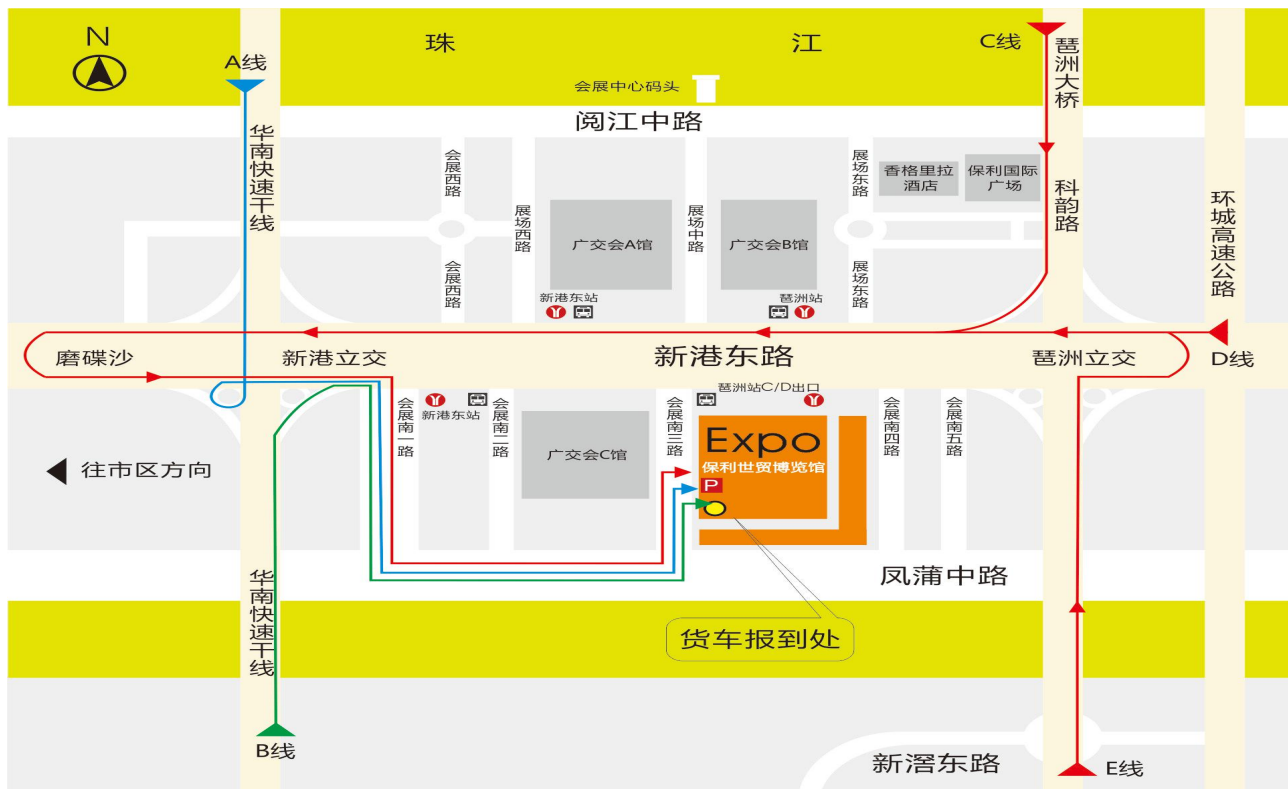 N
珠 江
C线
A线
琶洲大桥
会展中心码头
阅江中路
华南快速干线
会展西路
展场东路
香格里拉
酒店
保利国际
广场
科韵路
环城高速公路
展场西路
广交会A馆
展场中路
广交会B馆
会展西路
展场东路
新港东站
琶洲站
磨碟沙
新港立交
新港东路
琶洲立交
D线
琶洲站C/D出口
会展南一路
新港东站
会展南二路
广交会C馆
会展南三路
Expo
保利世贸博览馆
P
会展南四路
会展南五路
往市区方向
凤蒲中路
华南快速干线
货车报到处
B线
新滘东路
E线